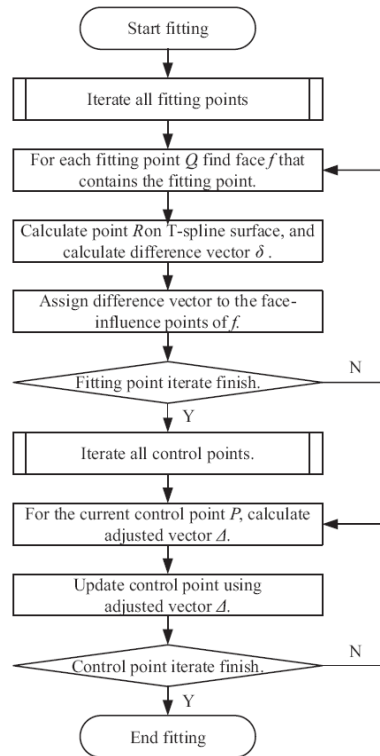 Start fitting
Iterate all fitting points
For each fitting point Q find face f that
contains the fitting point.
Calculate point Ron T-spline surface, and
calculate difference vector δ .
Assign difference vector to the face-
influence points of f.
Fitting point iterate finish.
N
Y
Iterate all control points.
For the current control point P, calculate
adjusted vector Δ.
Update control point using
adjusted vector Δ.
Control point iterate finish.
N
Y
End fitting